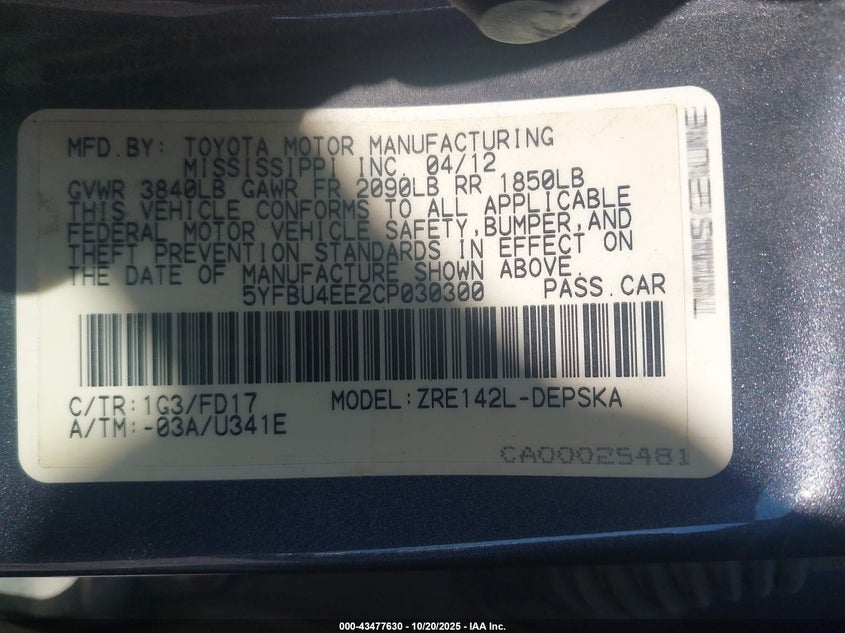 MFD.BY: TOYOTA MOTOR MANUFACTURING
MISSISSIPPI INC. 04/12
GVWR 3840LB GAWR FR 2090LB RR 1850LB
THIS VEHICLE CONFORMS TO ALL APPLICABLE
FEDERAL MOTOR VEHICLE SAFETY,BUMPER,AND
THEFT PREVENTION STANDARDS IN EFFECT ON
THE DATE OF MANUFACTURE SHOWN ABOVE.
5YFBU4EE2CP030300 PASS.CAR
C/TR:1G3/FD17 MODEL:ZRE142L-DEPSKA
A/TM:-03A/U341E
CA00025481
000-43477630 - 10/20/2025 - IAA Inc.